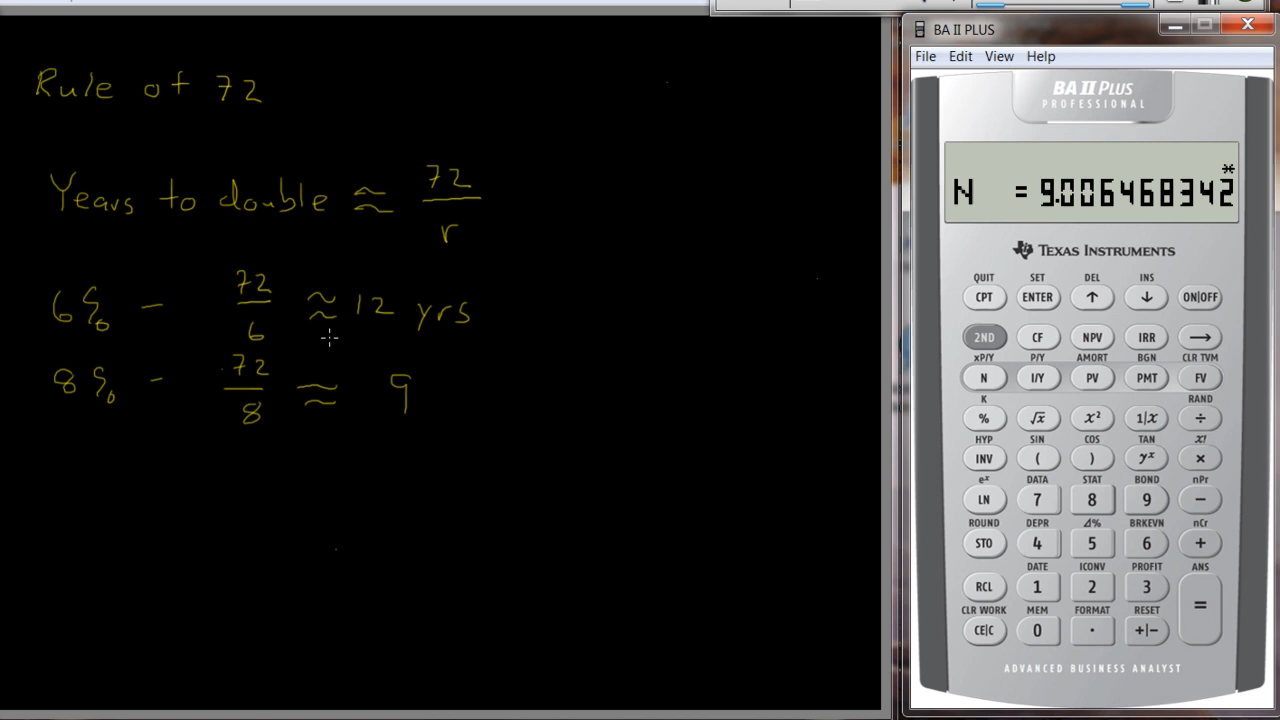 Rule of 72
Years to double ≈ 72/r
6% - 72/6 ≈ 12 yrs
8% - 72/8 ≈ 9
BA II PLUS
File Edit View Help
BA II PLUS
PROFESSIONAL
*
N = 9.006468342
TEXAS INSTRUMENTS
QUIT SET DEL INS
CPT ENTER ↑ ↓ ON|OFF
2ND CF NPV IRR →
xP/Y P/Y AMORT BGN CLR TVM
N I/Y PV PMT FV
K RAND
% √x x² 1/x ÷
HYP SIN COS TAN x!
INV ( ) yˣ ×
eˣ DATA STAT BOND nPr
LN 7 8 9 −
ROUND DEPR Δ% BRKEVN nCr
STO 4 5 6 +
DATE ICONV PROFIT ANS
RCL 1 2 3 =
CLR WORK MEM FORMAT RESET
CE|C 0 . +|−
ADVANCED BUSINESS ANALYST